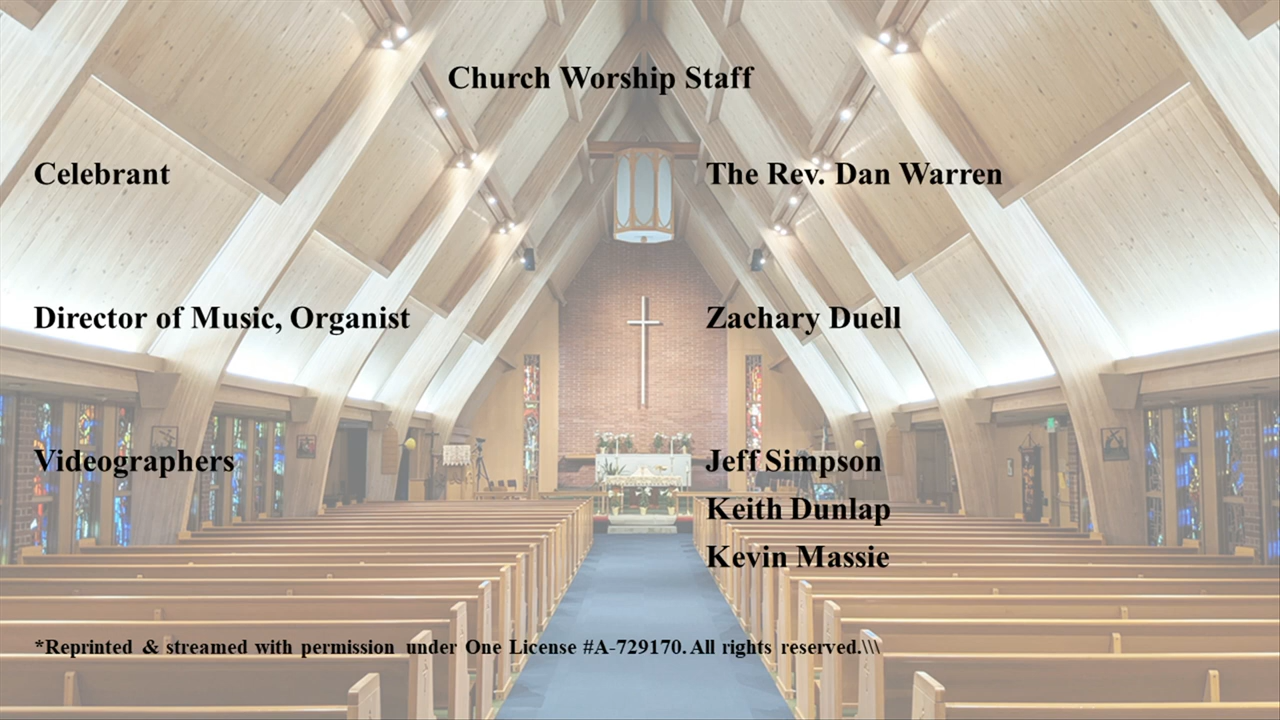 Church Worship Staff
Celebrant The Rev. Dan Warren
Director of Music, Organist Zachary Duell
Videographers Jeff Simpson
Keith Dunlap
Kevin Massie
*Reprinted & streamed with permission under One License #A-729170. All rights reserved.\\\